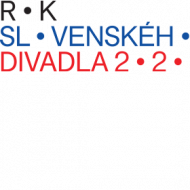 R • K
SL • VENSKÉH •
DIVADLA 2 • 2 •